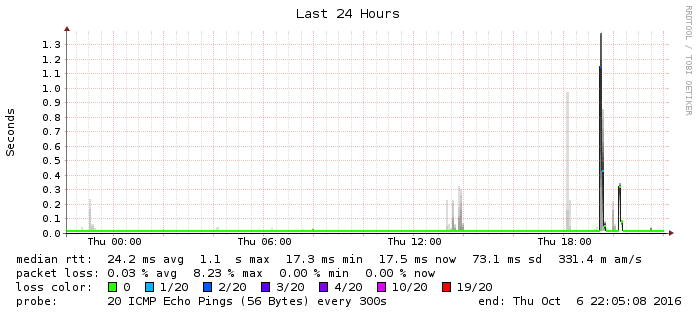 Last 24 Hours
RRDTOOL / TOBI OETIKER
Seconds
1.3
1.2
1.1
1.0
0.9
0.8
0.7
0.6
0.5
0.4
0.3
0.2
0.1
0.0
Thu 00:00 Thu 06:00 Thu 12:00 Thu 18:00
median rtt: 24.2 ms avg 1.1 s max 17.3 ms min 17.5 ms now 73.1 ms sd 331.4 m am/s
packet loss: 0.03 % avg 8.23 % max 0.00 % min 0.00 % now
loss color: 0 1/20 2/20 3/20 4/20 10/20 19/20
probe: 20 ICMP Echo Pings (56 Bytes) every 300s end: Thu Oct 6 22:05:08 2016